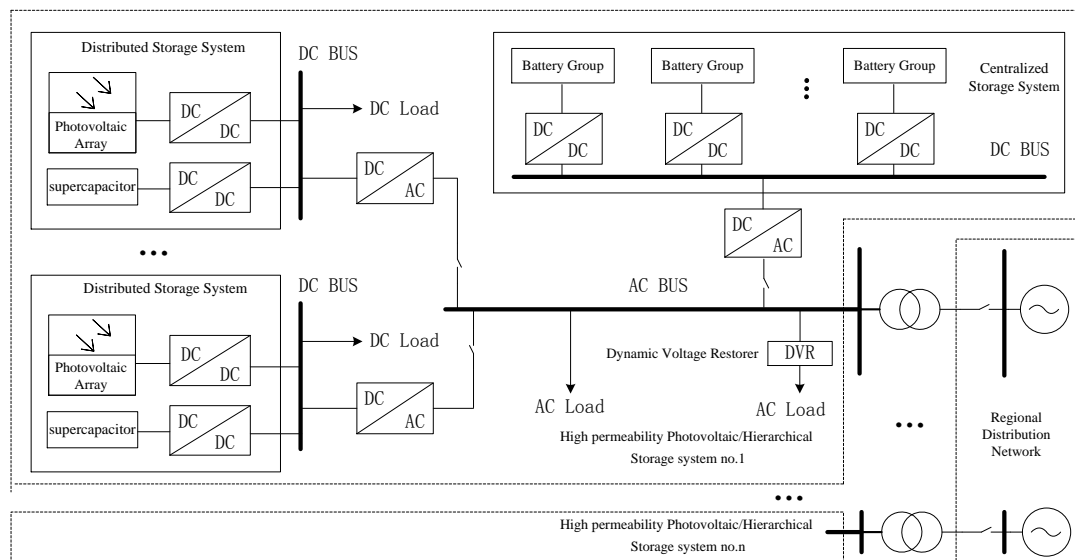 Distributed Storage System
DC BUS
Photovoltaic
Array
DC
DC
DC Load
supercapacitor
DC
DC
DC
AC
Battery Group
Battery Group
Battery Group
Centralized
Storage System
DC
DC
DC
DC
DC
DC
DC BUS
DC
AC
Distributed Storage System
DC BUS
AC BUS
Photovoltaic
Array
DC
DC
DC Load
supercapacitor
DC
DC
DC
AC
Dynamic Voltage Restorer
DVR
AC Load
AC Load
High permeability Photovoltaic/Hierarchical
Storage system no.1
Regional
Distribution
Network
High permeability Photovoltaic/Hierarchical
Storage system no.n